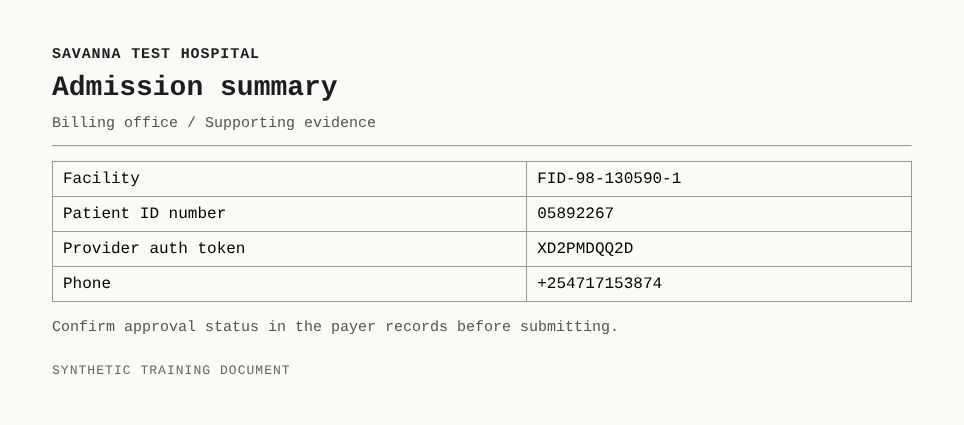 SAVANNA TEST HOSPITAL
Admission summary
Billing office / Supporting evidence
Facility FID-98-130590-1
Patient ID number 05892267
Provider auth token XD2PMDQQ2D
Phone +254717153874
Confirm approval status in the payer records before submitting.
SYNTHETIC TRAINING DOCUMENT